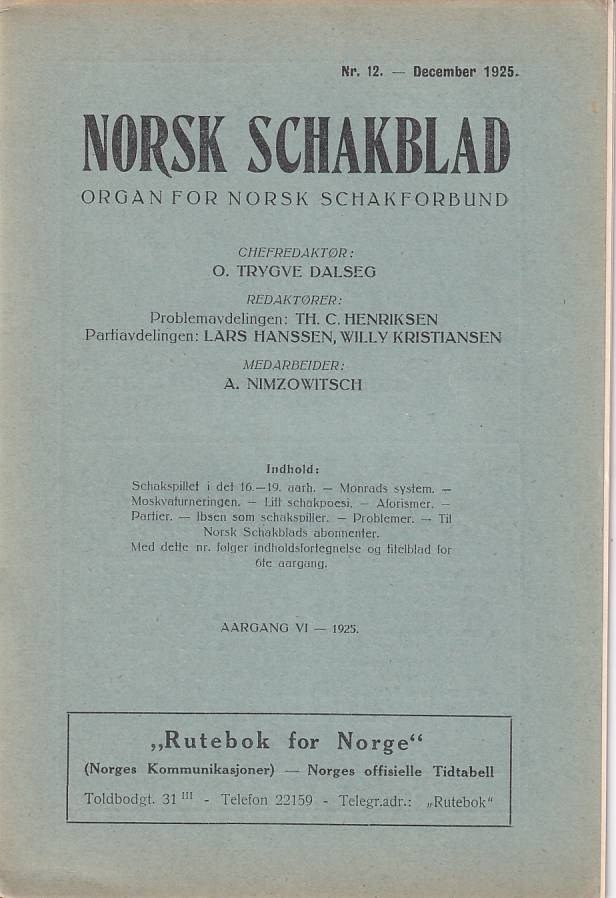 Nr. 12. — December 1925.
NORSK SCHAKBLAD
ORGAN FOR NORSK SCHAKFORBUND
CHEFREDAKTØR:
O. TRYGVE DALSEG
REDAKTØRER:
Problemavdelingen: TH. C. HENRIKSEN
Partiavdelingen: LARS HANSSEN, WILLY KRISTIANSEN
MEDARBEIDER:
A. NIMZOWITSCH
Indhold:
Schakspillet i det 16.—19. aarh. — Monrads system. —
Moskvaturneringen. — Litt schakpoesi. — Aforismer. —
Partier. — Ibsen som schakspiller. — Problemer. — Til
Norsk Schakblads abonnenter.
Med dette nr. følger indholdsfortegnelse og titelblad for
6te aargang.
AARGANG VI — 1925.
„Rutebok for Norge“
(Norges Kommunikasjoner) — Norges offisielle Tidtabell
Toldbodgt. 31 III - Telefon 22159 - Telegr.adr.: „Rutebok“